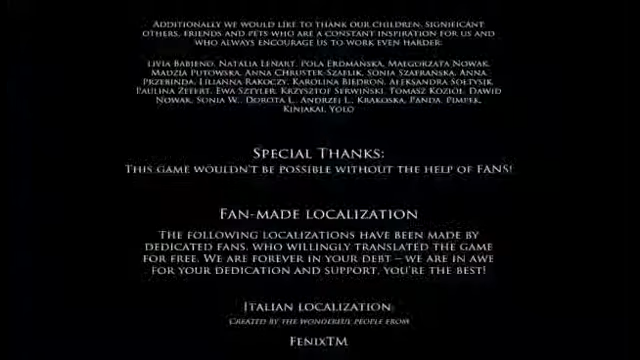 Additionally we would like to thank our children, significant
others, friends and pets who are a constant inspiration for us and
who always encourage us to work even harder:
Livia Babieno, Natalia Lenart, Pola Erdmańska, Małgorzata Nowak,
Madzia Putowska, Anna Chruster-Szaflik, Sonia Szafrańska, Anna
Przebinda, Lilianna Rakoczy, Karolina Biedroń, Aleksandra Sołtysik,
Paulina Zefert, Ewa Sztyler, Krzysztof Serwiński, Tomasz Kozioł, Dawid
Nowak, Sonia W., Dorota L., Andrzej L., Krakoska, Panda, Pimpek,
Kinjakai, Yolo
Special Thanks:
This game wouldn't be possible without the help of FANS!
Fan-made localization
The following localizations have been made by
dedicated fans, who willingly translated the game
for free. We are forever in your debt – we are in awe
for your dedication and support, you're the best!
Italian localization
Created by the wonderful people from
FenixTM